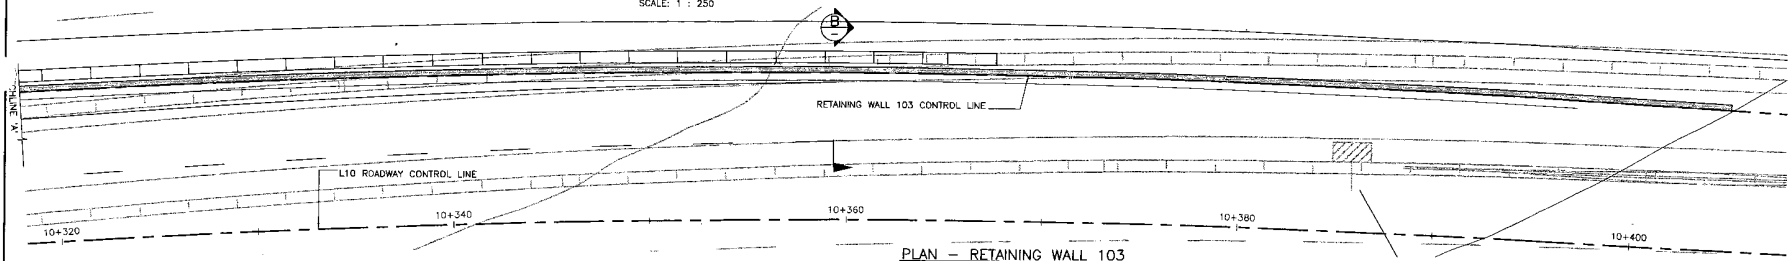 SCALE: 1 : 250
B
–
RETAINING WALL 103 CONTROL LINE
L10 ROADWAY CONTROL LINE
10+320
10+340
10+360
10+380
10+400
PLAN – RETAINING WALL 103